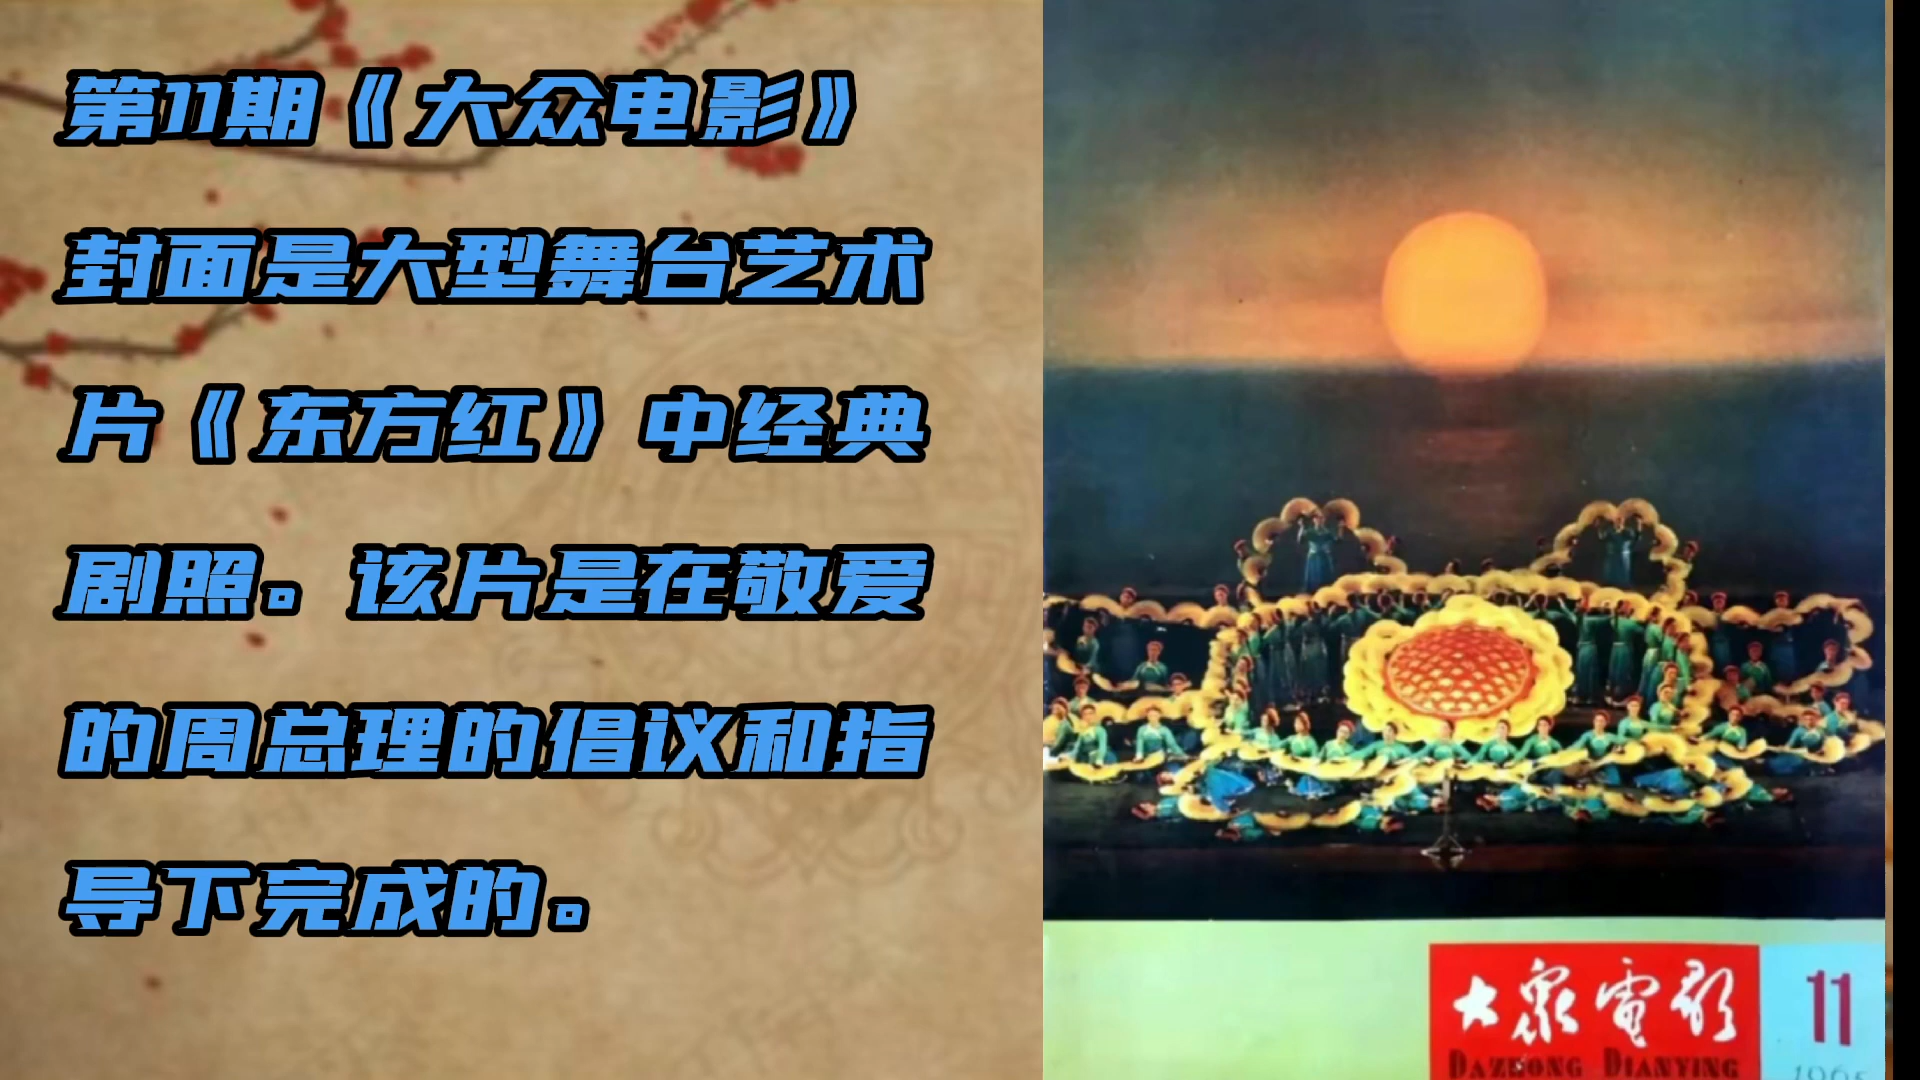 第11期《大众电影》
封面是大型舞台艺术
片《东方红》中经典
剧照。该片是在敬爱
的周总理的倡议和指
导下完成的。
大眾電影
DAZHONG DIANYING
11
1965